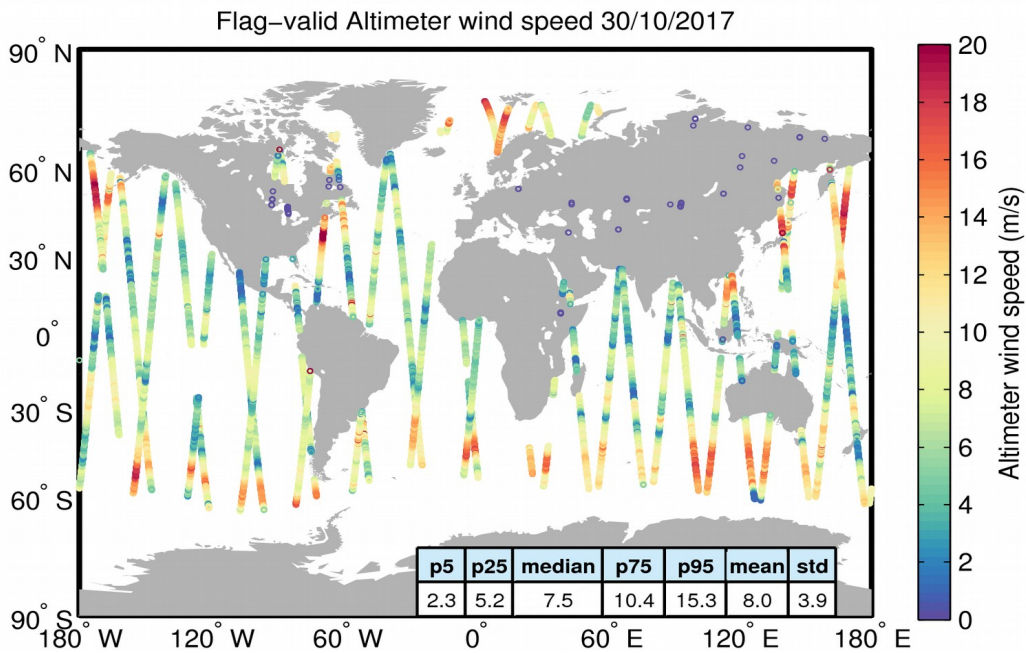 Flag−valid Altimeter wind speed 30/10/2017
90° N
60° N
30° N
0°
30° S
60° S
90° S
180° W
120° W
60° W
0°
60° E
120° E
180° E
p5 p25 median p75 p95 mean std
2.3 5.2 7.5 10.4 15.3 8.0 3.9
20
18
16
14
12
10
8
6
4
2
0
Altimeter wind speed (m/s)